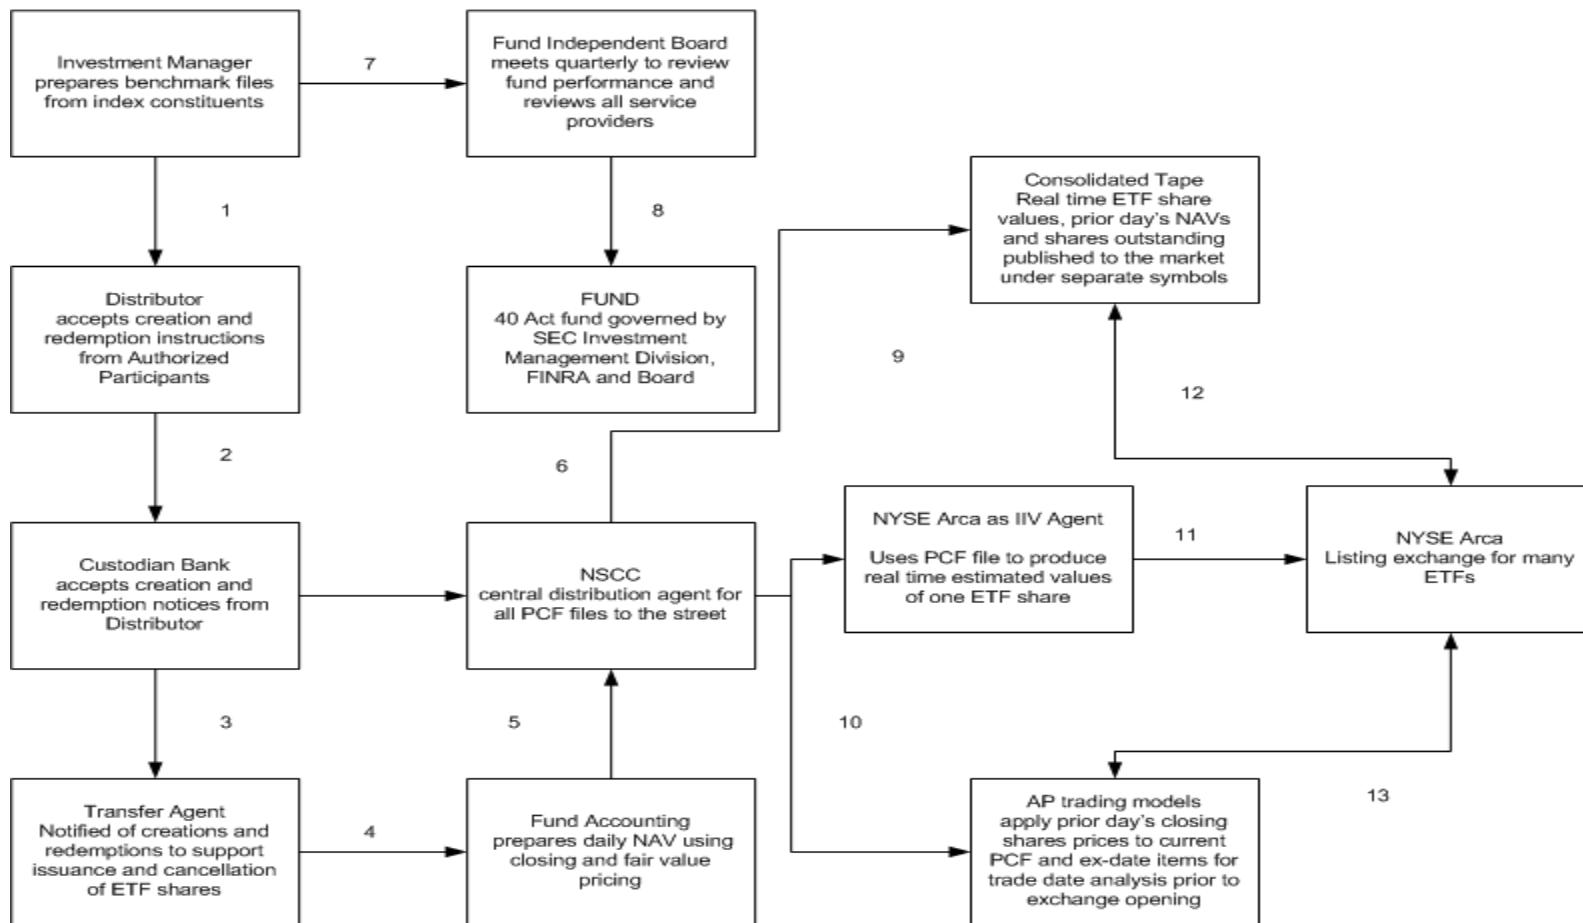 Investment Manager
prepares benchmark files
from index constituents
7
Fund Independent Board
meets quarterly to review
fund performance and
reviews all service
providers
1
8
Consolidated Tape
Real time ETF share
values, prior day's NAVs
and shares outstanding
published to the market
under separate symbols
Distributor
accepts creation and
redemption instructions
from Authorized
Participants
FUND
40 Act fund governed by
SEC Investment
Management Division,
FINRA and Board
9
12
2
6
Custodian Bank
accepts creation and
redemption notices from
Distributor
NSCC
central distribution agent for
all PCF files to the street
NYSE Arca as IIV Agent
Uses PCF file to produce
real time estimated values
of one ETF share
11
NYSE Arca
Listing exchange for many
ETFs
3
5
10
13
Transfer Agent
Notified of creations and
redemptions to support
issuance and cancellation
of ETF shares
4
Fund Accounting
prepares daily NAV using
closing and fair value
pricing
AP trading models
apply prior day's closing
shares prices to current
PCF and ex-date items for
trade date analysis prior to
exchange opening